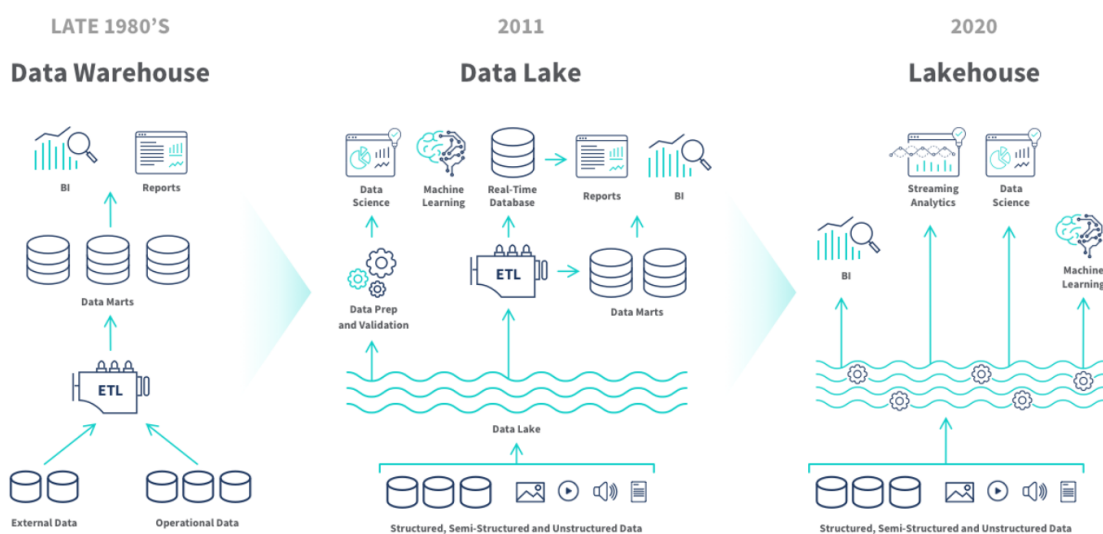 LATE 1980'S
Data Warehouse
BI
Reports
Data Marts
ETL
External Data
Operational Data
2011
Data Lake
Data
Science
Machine
Learning
Real-Time
Database
Reports
BI
ETL
Data Prep
and Validation
Data Marts
Data Lake
Structured, Semi-Structured and Unstructured Data
2020
Lakehouse
Streaming
Analytics
Data
Science
BI
Machine
Learning
Structured, Semi-Structured and Unstructured Data